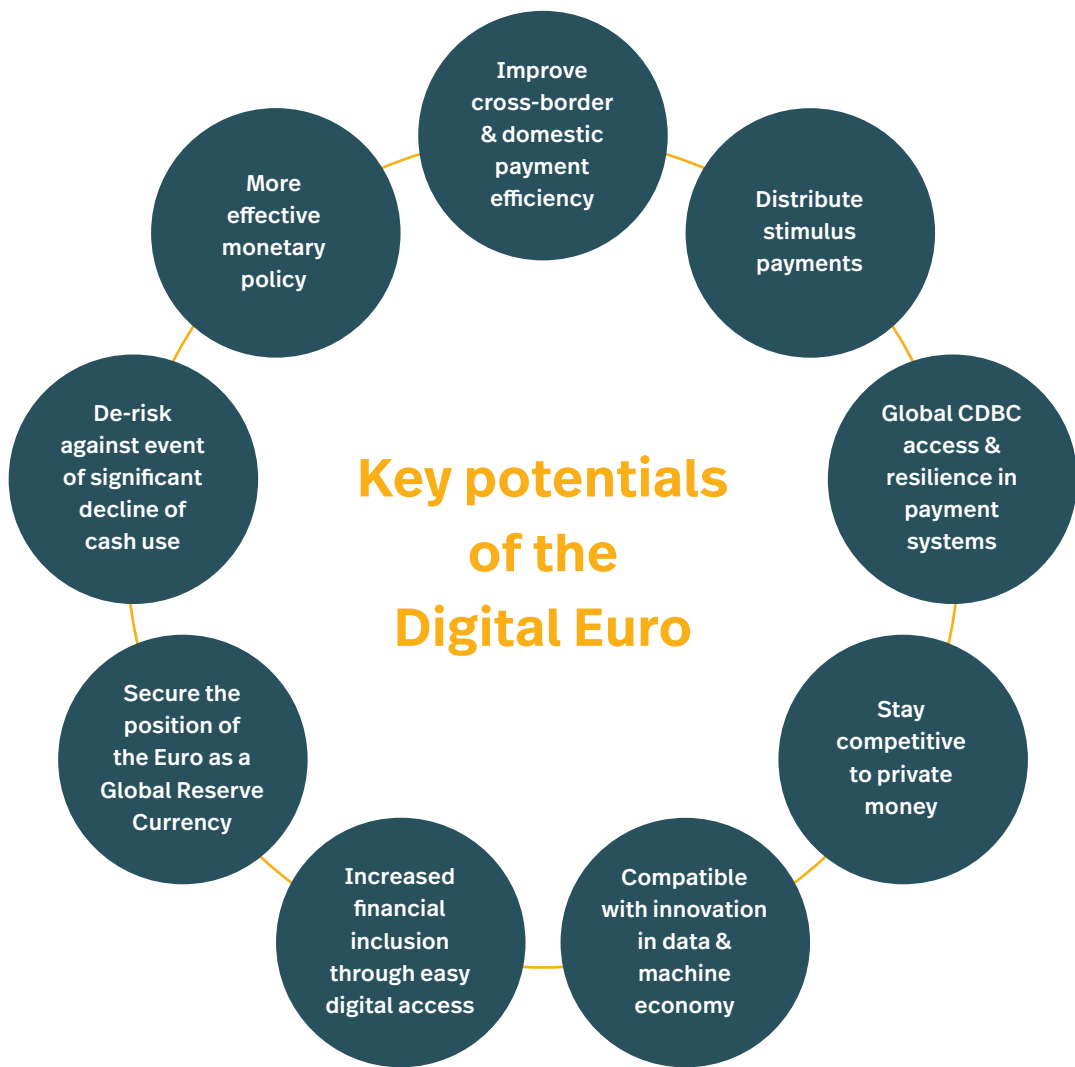 Improve
cross-border
& domestic
payment
efficiency
Distribute
stimulus
payments
Global CDBC
access &
resilience in
payment
systems
Stay
competitive
to private
money
Compatible
with innovation
in data &
machine
economy
Increased
financial
inclusion
through easy
digital access
Secure the
position of
the Euro as a
Global Reserve
Currency
De-risk
against event
of significant
decline of
cash use
More
effective
monetary
policy
Key potentials
of the
Digital Euro